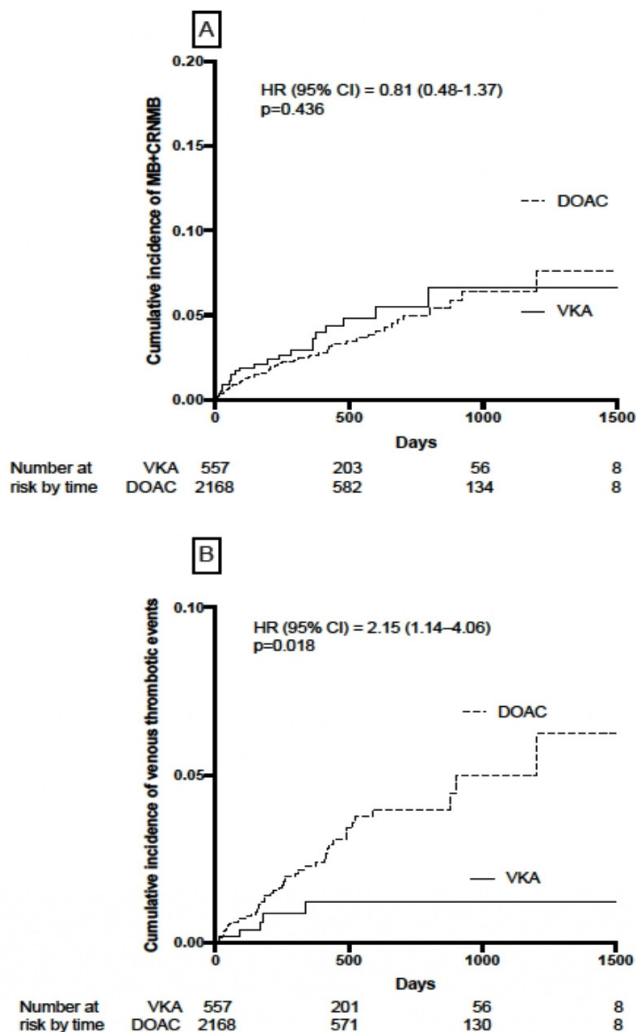 A
Cumulative incidence of MB+CRNMB
0.20
0.15
0.10
0.05
0.00
HR (95% CI) = 0.81 (0.48-1.37)
p=0.436
DOAC
VKA
0 500 1000 1500
Days
Number at VKA 557 203 56 8
risk by time DOAC 2168 582 134 8
B
Cumulative incidence of venous thrombotic events
0.10
0.05
0.00
HR (95% CI) = 2.15 (1.14–4.06)
p=0.018
DOAC
VKA
0 500 1000 1500
Days
Number at VKA 557 201 56 8
risk by time DOAC 2168 571 130 8